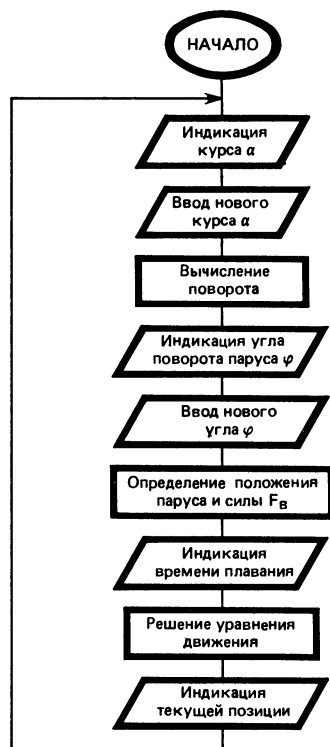 НАЧАЛО
Индикация
курса α
Ввод нового
курса α
Вычисление
поворота
Индикация угла
поворота паруса φ
Ввод нового
угла φ
Определение положения
паруса и силы Fв
Индикация
времени плавания
Решение уравнения
движения
Индикация
текущей позиции